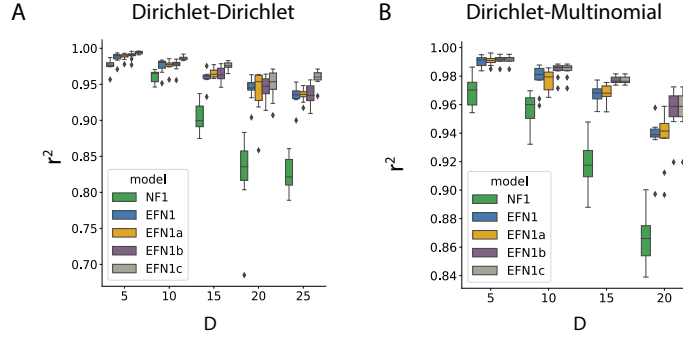 A
Dirichlet-Dirichlet
1.00
0.95
0.90
0.85
0.80
0.75
0.70
r²
model
NF1
EFN1
EFN1a
EFN1b
EFN1c
5 10 15 20 25
D
B
Dirichlet-Multinomial
1.00
0.98
0.96
0.94
0.92
0.90
0.88
0.86
0.84
r²
model
NF1
EFN1
EFN1a
EFN1b
EFN1c
5 10 15 20
D